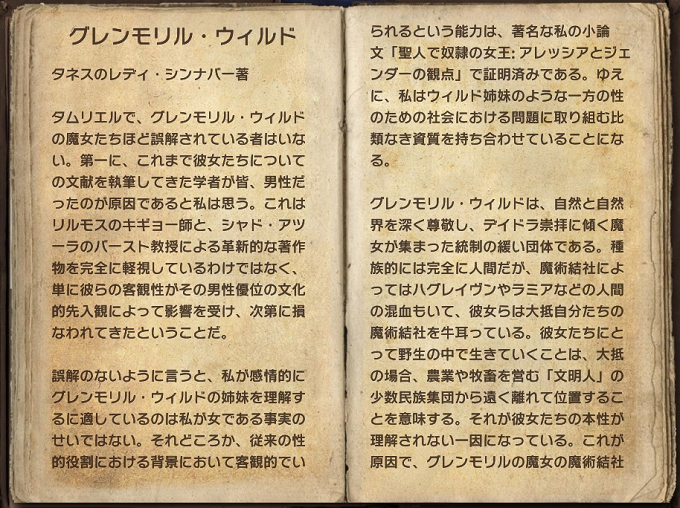 グレンモリル・ウィルド
タネスのレディ・シンナバー著
タムリエルで、グレンモリル・ウィルド
の魔女たちほど誤解されている者はいな
い。第一に、これまで彼女たちについて
の文献を執筆してきた学者が皆、男性だ
ったのが原因であると私は思う。これは
リルモスのキギョー師と、シャド・アツ
ーラのバースト教授による革新的な著作
物を完全に軽視しているわけではなく、
単に彼らの客観性がその男性優位の文化
的先入観によって影響を受け、次第に損
なわれてきたということだ。
誤解のないように言うと、私が感情的に
グレンモリル・ウィルドの姉妹を理解す
るに適しているのは私が女である事実の
せいではない。それどころか、従来の性
的役割における背景において客観的でい
られるという能力は、著名な私の小論
文「聖人で奴隷の女王: アレッシアとジェ
ンダーの観点」で証明済みである。ゆえ
に、私はウィルド姉妹のような一方の性
のための社会における問題に取り組む比
類なき資質を持ち合わせていることにな
る。
グレンモリル・ウィルドは、自然と自然
界を深く尊敬し、デイドラ崇拝に傾く魔
女が集まった統制の緩い団体である。種
族的には完全に人間だが、魔術結社によ
ってはハグレイヴンやラミアなどの人間
の混血もいて、彼女らは大抵自分たちの
魔術結社を牛耳っている。彼女たちにと
って野生の中で生きていくことは、大抵
の場合、農業や牧畜を営む「文明人」の
少数民族集団から遠く離れて位置するこ
とを意味する。それが彼女たちの本性が
理解されない一因になっている。これが
原因で、グレンモリルの魔女の魔術結社